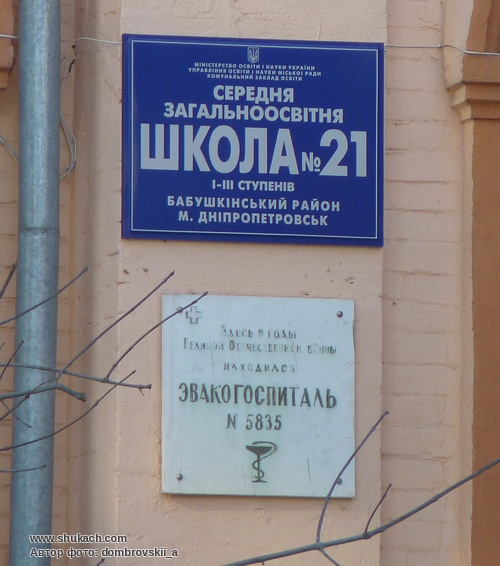 МІНІСТЕРСТВО ОСВІТИ І НАУКИ УКРАЇНИ
УПРАВЛІННЯ ОСВІТИ І НАУКИ МІСЬКОЇ РАДИ
КОМУНАЛЬНИЙ ЗАКЛАД ОСВІТИ
СЕРЕДНЯ
ЗАГАЛЬНООСВІТНЯ
ШКОЛА №21
І-ІІІ СТУПЕНІВ
БАБУШКІНСЬКИЙ РАЙОН
М. ДНІПРОПЕТРОВСЬК
ЗДЕСЬ В ГОДЫ
ВЕЛИКОЙ ОТЕЧЕСТВЕННОЙ ВОЙНЫ
НАХОДИЛСЯ
ЭВАКОГОСПИТАЛЬ
N 5835
www.shukach.com
Автор фото: dombrovskii_a